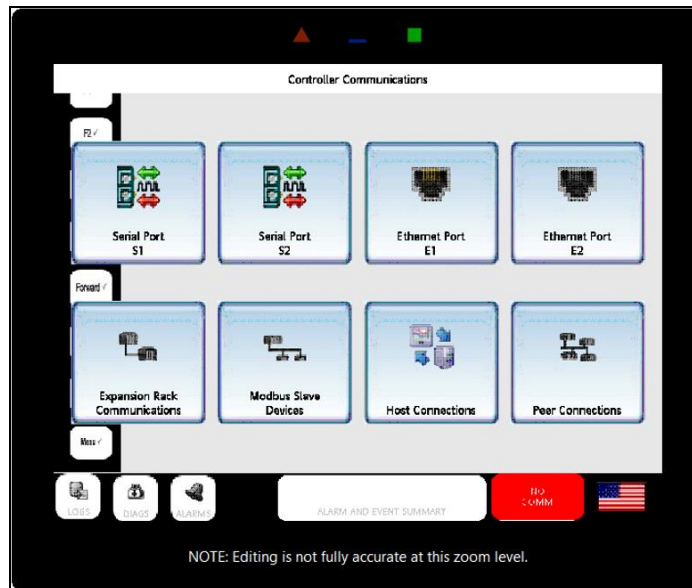 Controller Communications
F2✓
Serial Port
S1
Serial Port
S2
Ethernet Port
E1
Ethernet Port
E2
Forward ✓
Expansion Rack
Communications
Modbus Slave
Devices
Host Connections
Peer Connections
Menu ✓
LOGS
DIAGS
ALARMS
ALARM AND EVENT SUMMARY
NO
COMM
NOTE: Editing is not fully accurate at this zoom level.